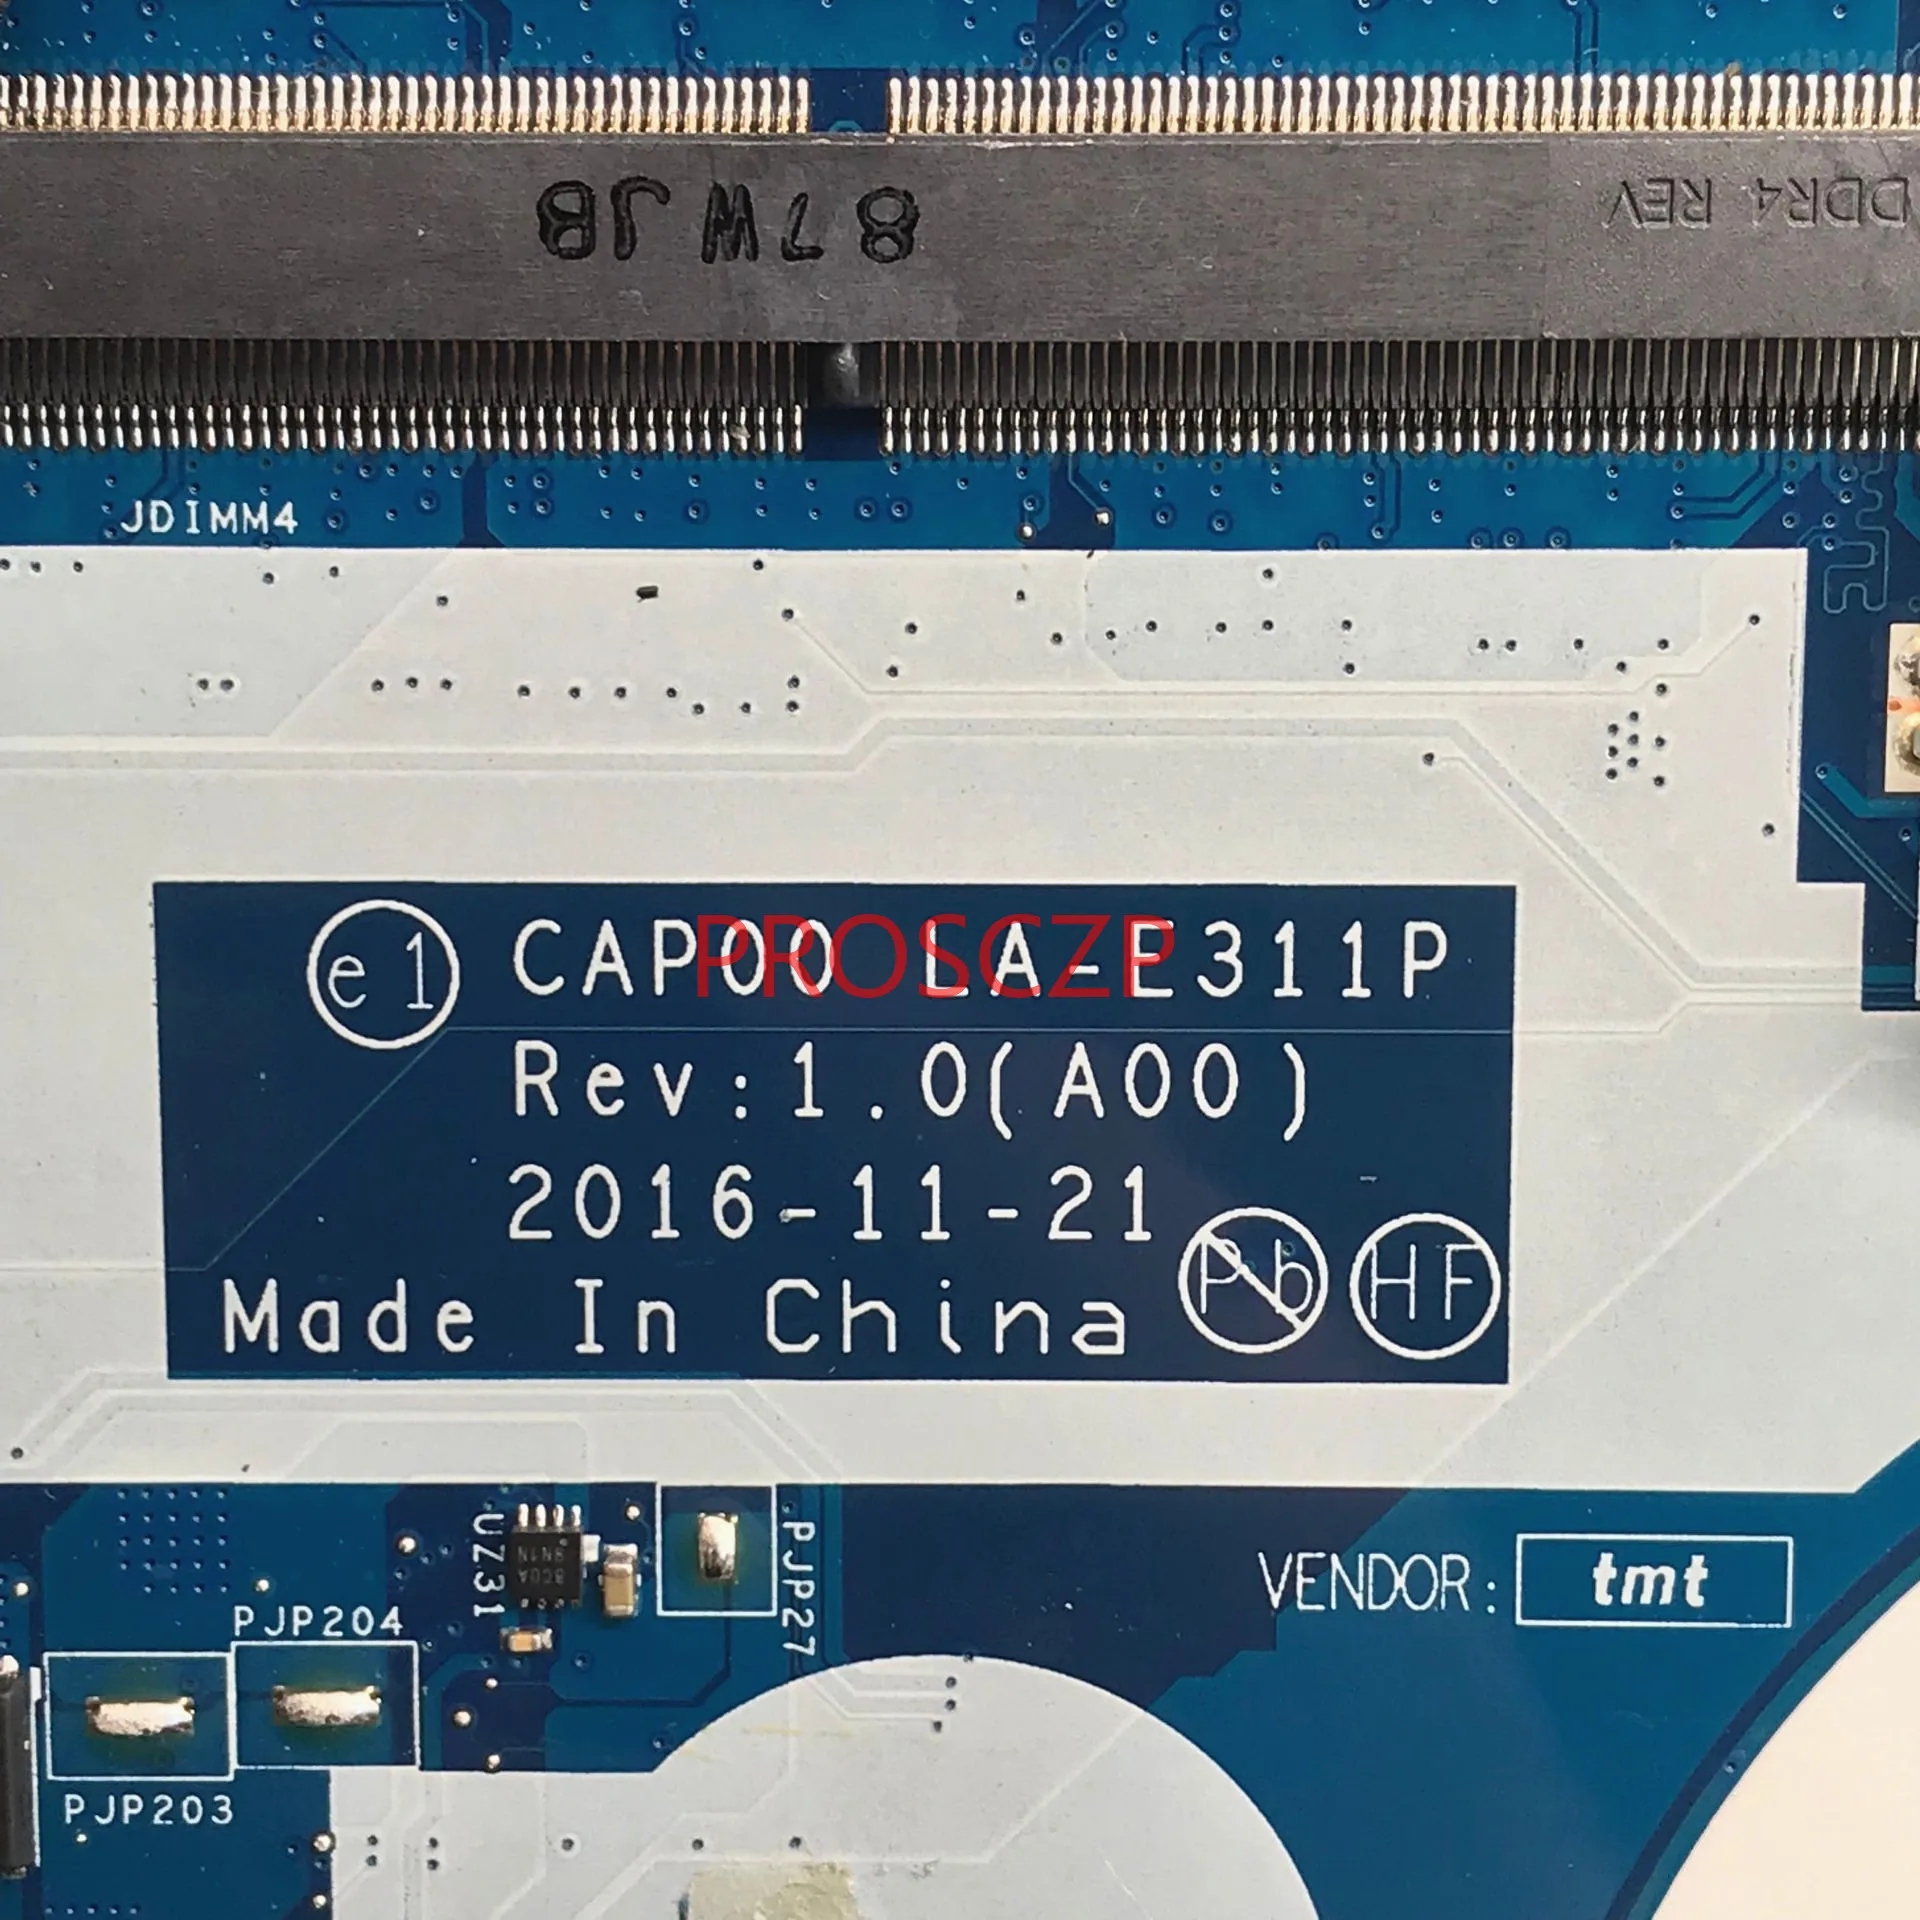 87WJB
DDR4 REV
JDIMM4
e1 CAP00 LA-E311P
PROSCZP
Rev:1.0(A00)
2016-11-21
Made In China Pb HF
UZ31
PJP27
VENDOR: tmt
PJP204
PJP203